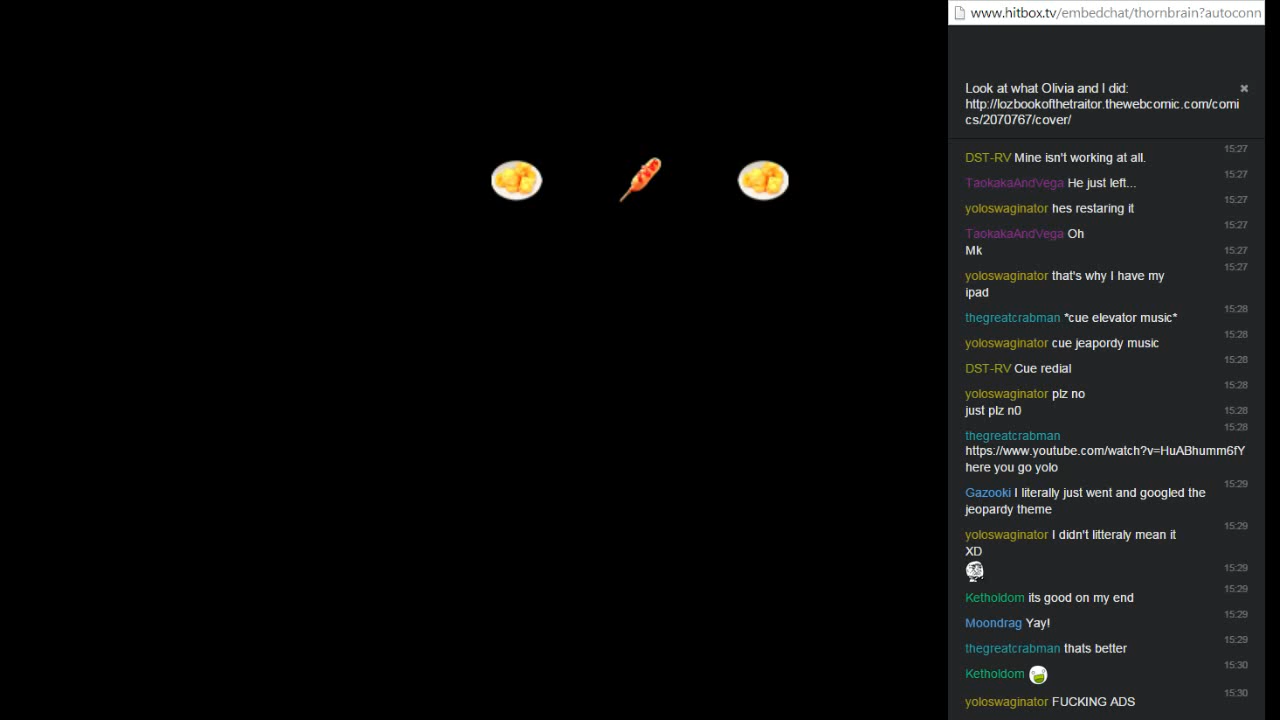 www.hitbox.tv/embedchat/thornbrain?autoconn
Look at what Olivia and I did:
http://lozbookofthetraitor.thewebcomic.com/comi
cs/2070767/cover/
DST-RV Mine isn't working at all. 15:27
TaokakaAndVega He just left... 15:27
yoloswaginator hes restaring it 15:27
TaokakaAndVega Oh 15:27
Mk 15:27
yoloswaginator that's why I have my 15:27
ipad
thegreatcrabman *cue elevator music* 15:28
yoloswaginator cue jeapordy music 15:28
DST-RV Cue redial 15:28
yoloswaginator plz no 15:28
just plz n0 15:28
thegreatcrabman 15:28
https://www.youtube.com/watch?v=HuABhumm6fY
here you go yolo
Gazooki I literally just went and googled the 15:29
jeopardy theme
yoloswaginator I didn't litteraly mean it 15:29
XD
15:29
Ketholdom its good on my end 15:29
Moondrag Yay! 15:29
thegreatcrabman thats better 15:29
Ketholdom 15:30
yoloswaginator FUCKING ADS 15:30